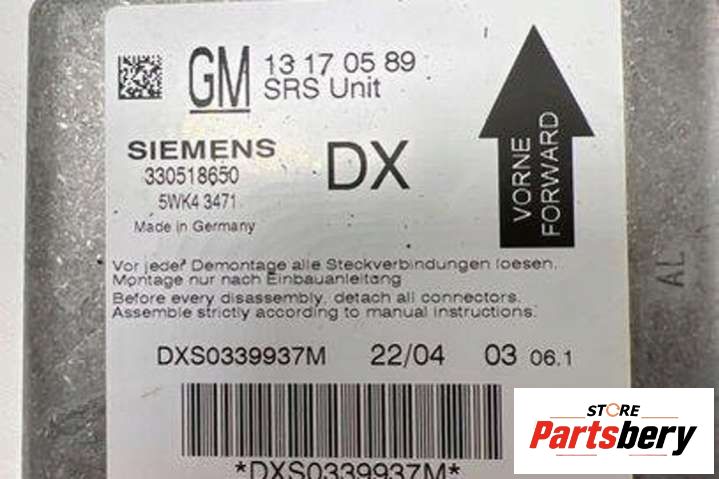 GM 13 17 05 89
SRS Unit
SIEMENS
330518650
5WK4 3471
Made in Germany
DX
VORNE
FORWARD
Vor jeder Demontage alle Steckverbindungen loesen.
Montage nur nach Einbauanleitung
Before every disassembly, detach all connectors.
Assemble strictly according to manual instructions.
DXS0339937M 22/04 03 06.1
*DXS0339937M*
AL
STORE
Partsbery